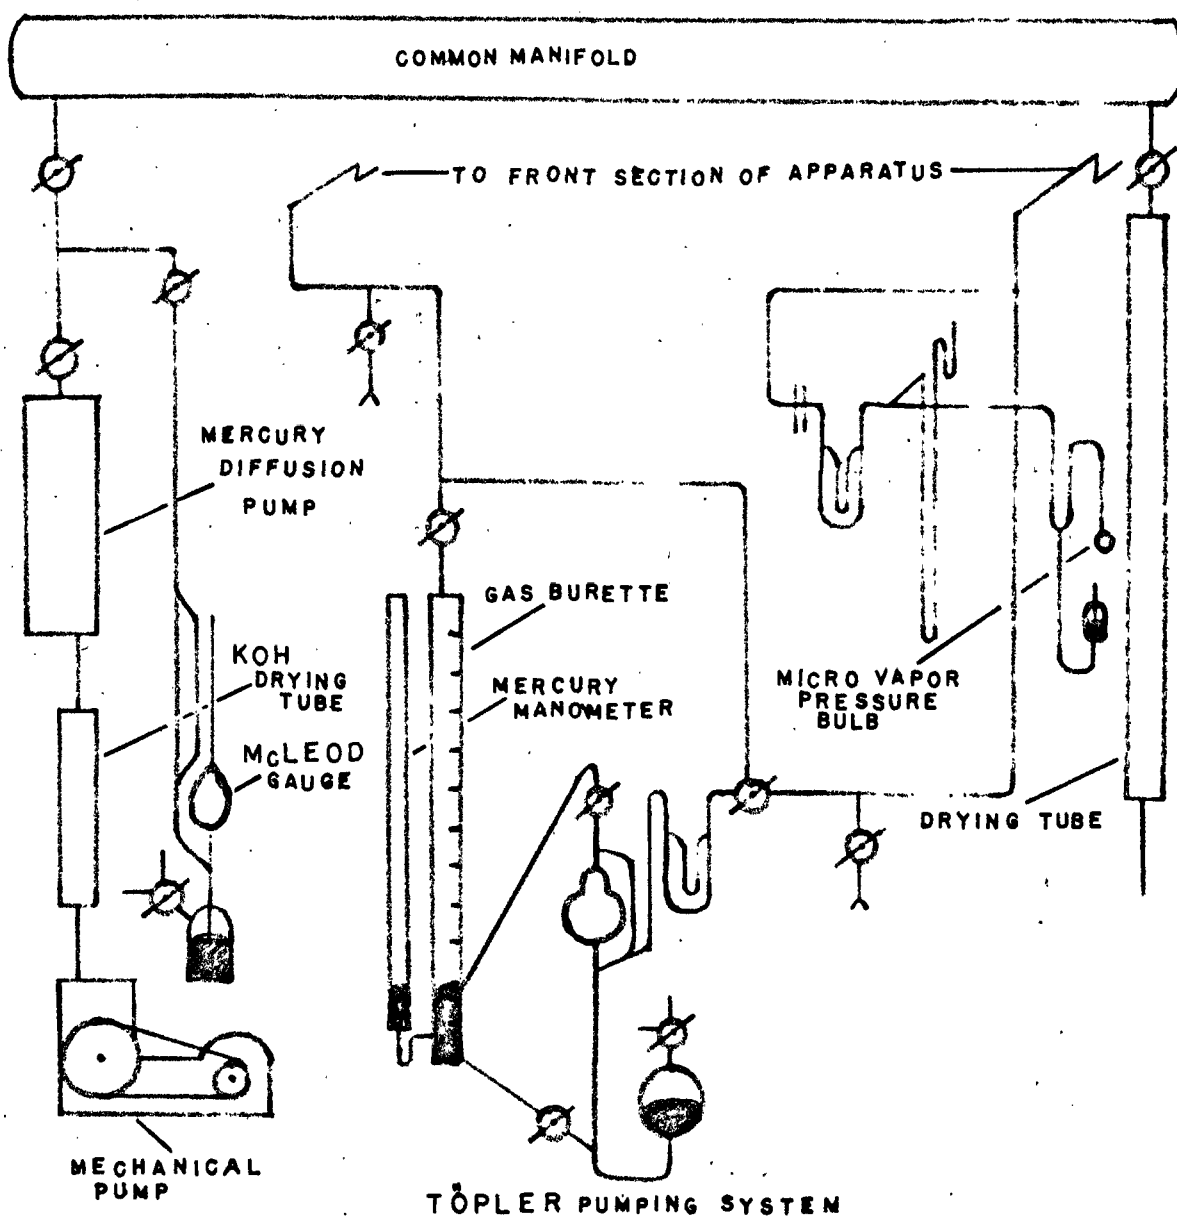 COMMON MANIFOLD
TO FRONT SECTION OF APPARATUS
MERCURY
DIFFUSION
PUMP
GAS BURETTE
KOH
DRYING
TUBE
MERCURY
MANOMETER
MICRO VAPOR
PRESSURE
BULB
McLEOD
GAUGE
DRYING TUBE
MECHANICAL
PUMP
TÖPLER PUMPING SYSTEM